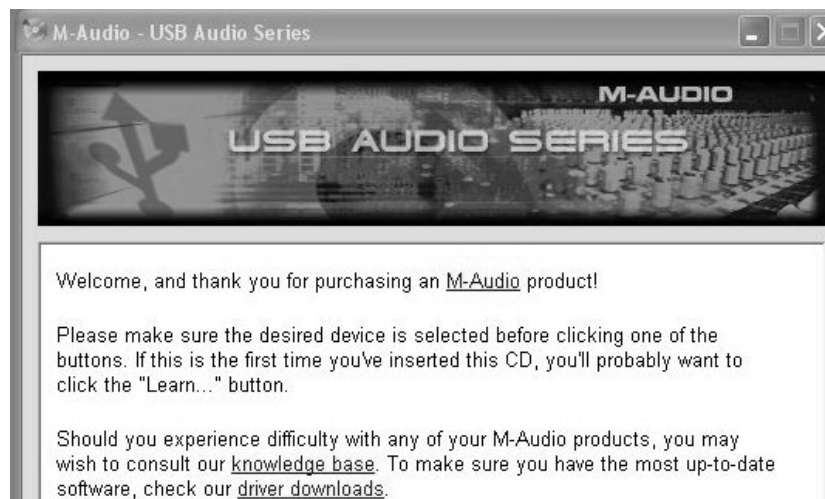 M-Audio - USB Audio Series
M-AUDIO
USB AUDIO SERIES
Welcome, and thank you for purchasing an M-Audio product!
Please make sure the desired device is selected before clicking one of the
buttons. If this is the first time you've inserted this CD, you'll probably want to
click the "Learn..." button.
Should you experience difficulty with any of your M-Audio products, you may
wish to consult our knowledge base. To make sure you have the most up-to-date
software, check our driver downloads.